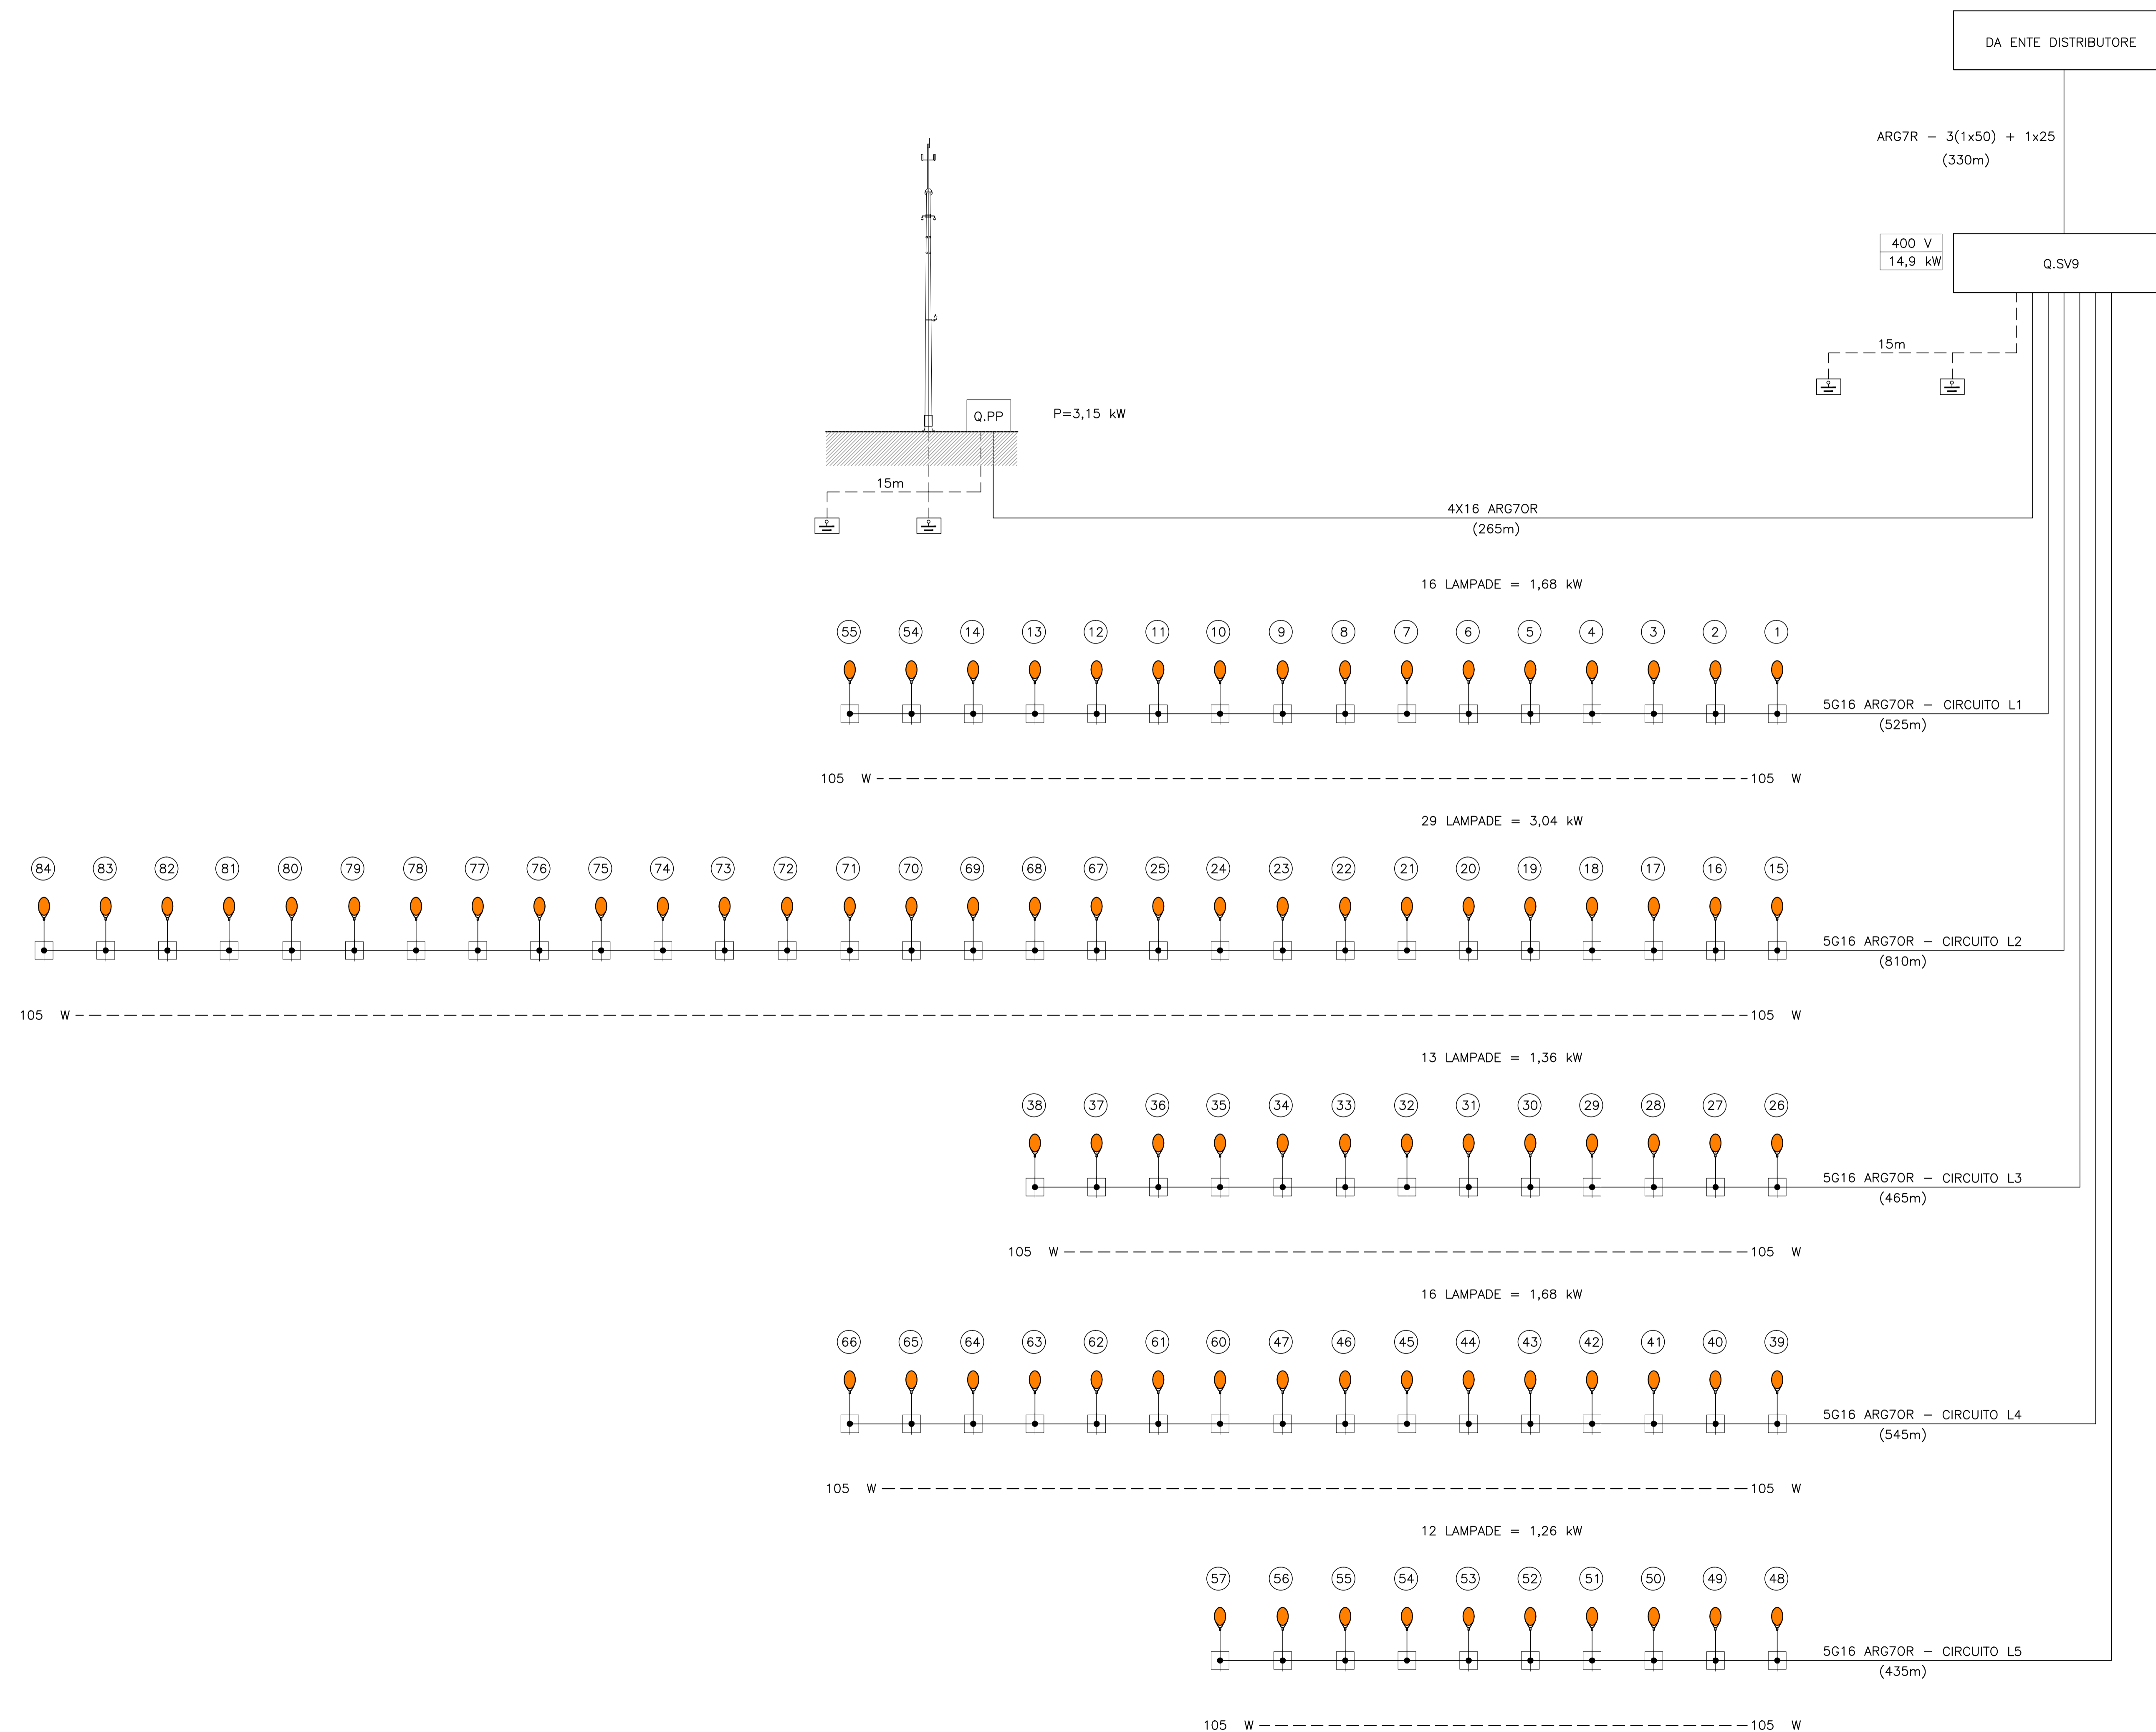 DA ENTE DISTRIBUTORE
ARG7R - 3(1x50) + 1x25
(330m)
400 V
14,9 kW
Q.SV9
15m
Q.PP
P=3,15 kW
15m
4X16 ARG7OR
(265m)
16 LAMPADE = 1,68 kW
55 54 14 13 12 11 10 9 8 7 6 5 4 3 2 1
5G16 ARG7OR - CIRCUITO L1
(525m)
105 W 105 W
29 LAMPADE = 3,04 kW
84 83 82 81 80 79 78 77 76 75 74 73 72 71 70 69 68 67 25 24 23 22 21 20 19 18 17 16 15
5G16 ARG7OR - CIRCUITO L2
(810m)
105 W 105 W
13 LAMPADE = 1,36 kW
38 37 36 35 34 33 32 31 30 29 28 27 26
5G16 ARG7OR - CIRCUITO L3
(465m)
105 W 105 W
16 LAMPADE = 1,68 kW
66 65 64 63 62 61 60 47 46 45 44 43 42 41 40 39
5G16 ARG7OR - CIRCUITO L4
(545m)
105 W 105 W
12 LAMPADE = 1,26 kW
57 56 55 54 53 52 51 50 49 48
5G16 ARG7OR - CIRCUITO L5
(435m)
105 W 105 W